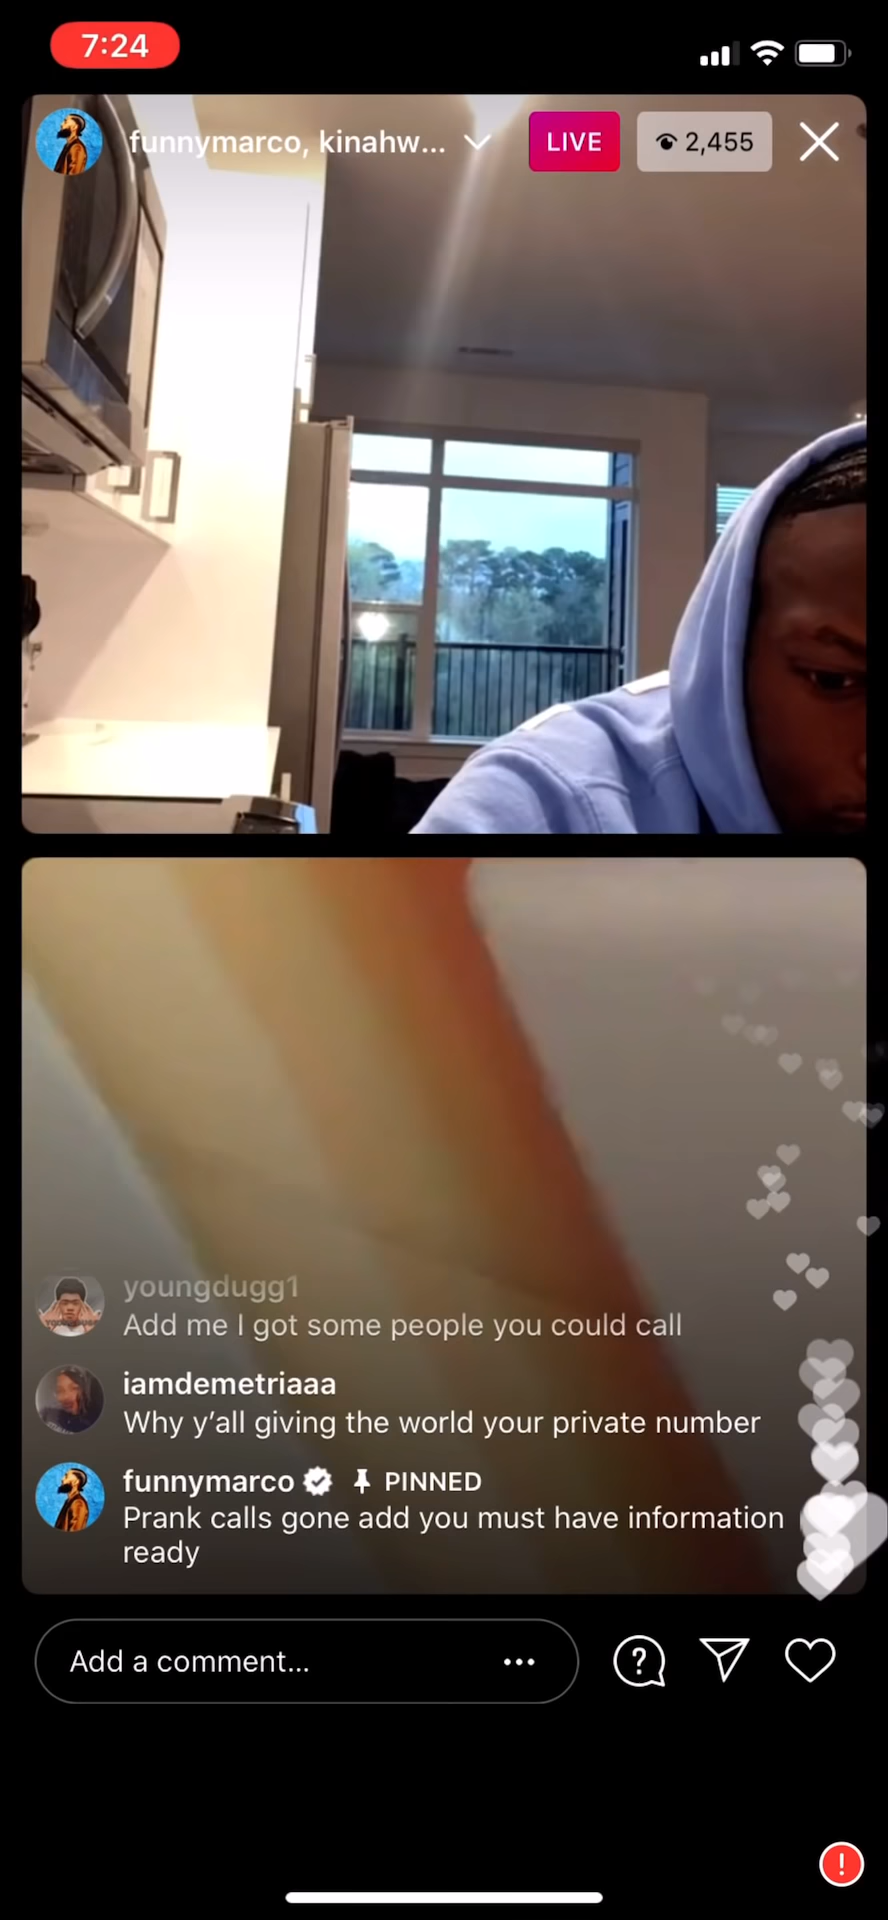 7:24
funnymarco, kinahw...
LIVE
2,455
youngdugg1
Add me I got some people you could call
iamdemetriaaa
Why y’all giving the world your private number
funnymarco PINNED
Prank calls gone add you must have information
ready
Add a comment...